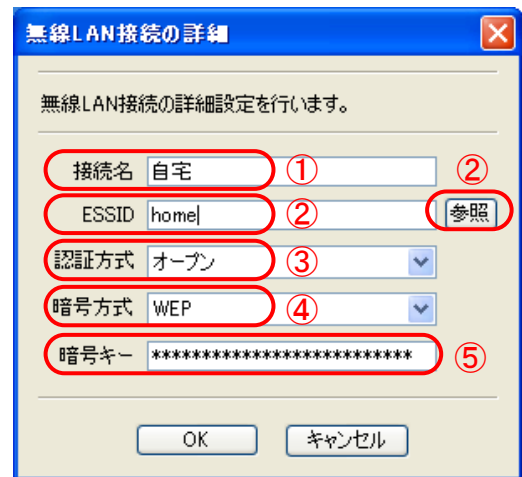 無線LAN接続の詳細
無線LAN接続の詳細設定を行います。
接続名 自宅 ① ②
ESSID home ② 参照
認証方式 オープン ③
暗号方式 WEP ④
暗号キー ************************** ⑤
OK キャンセル